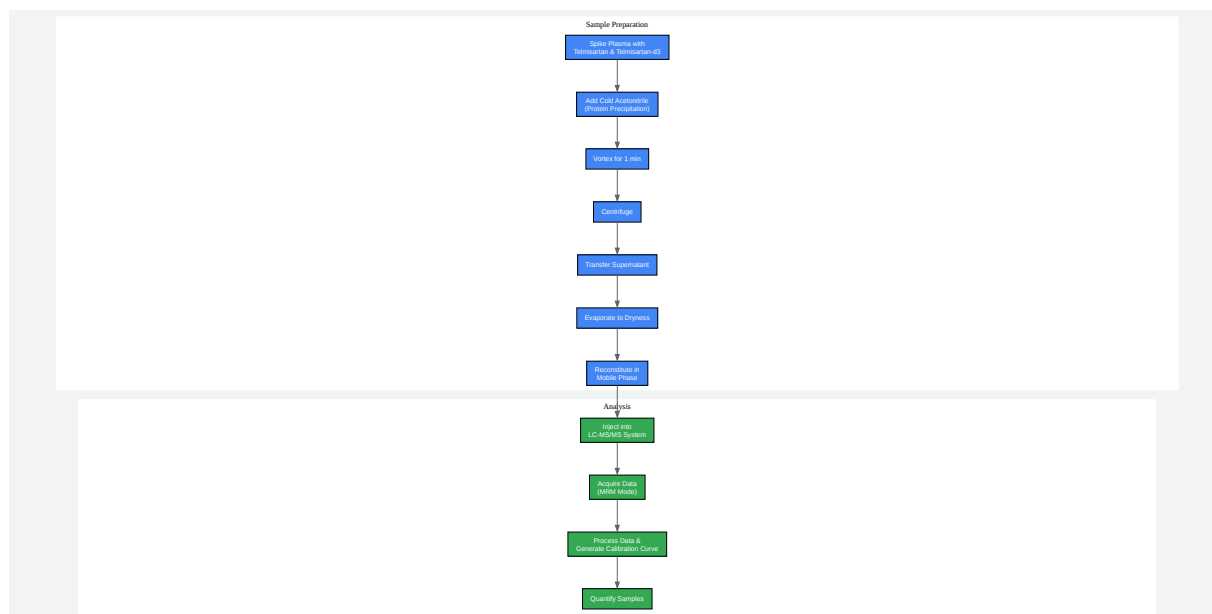 Sample Preparation
Spike Plasma with
Telmisartan & Telmisartan-d3
Add Cold Acetonitrile
(Protein Precipitation)
Vortex for 1 min
Centrifuge
Transfer Supernatant
Evaporate to Dryness
Reconstitute in
Mobile Phase
Analysis
Inject into
LC-MS/MS System
Acquire Data
(MRM Mode)
Process Data &
Generate Calibration Curve
Quantify Samples